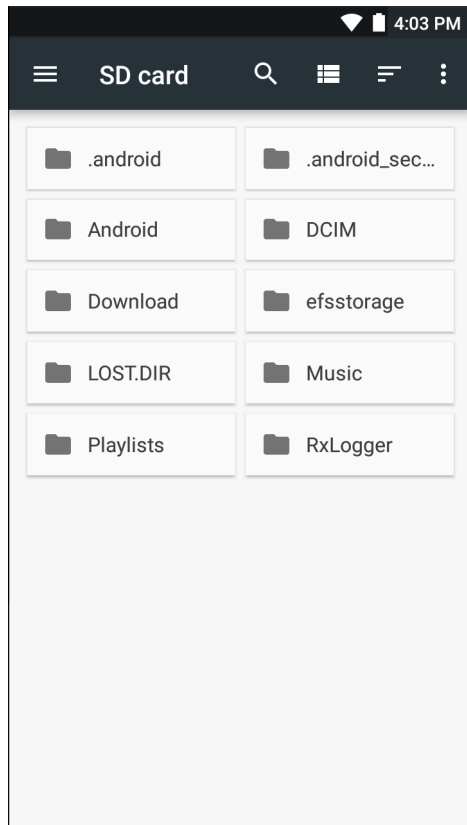 4:03 PM
SD card
.android
.android_sec...
Android
DCIM
Download
efsstorage
LOST.DIR
Music
Playlists
RxLogger